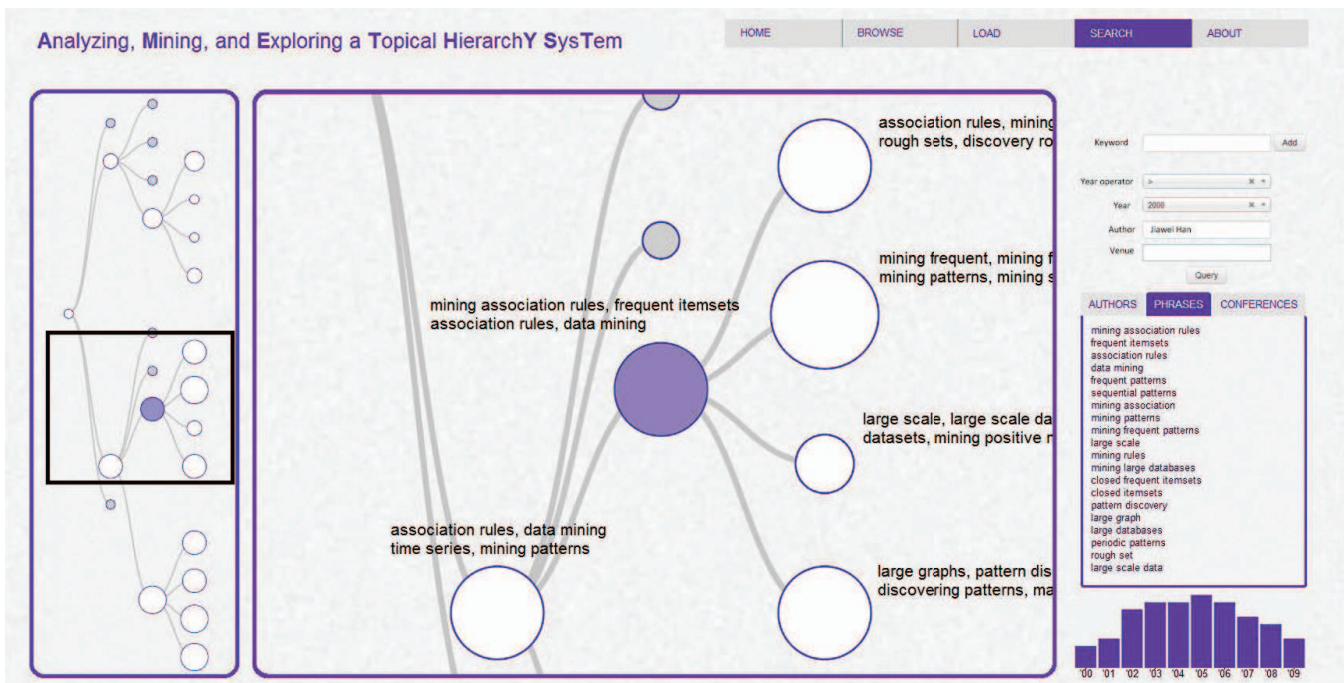 Analyzing, Mining, and Exploring a Topical HierarchY SysTem
HOME
BROWSE
LOAD
SEARCH
ABOUT
association rules, mining
rough sets, discovery ro
mining frequent, mining f
mining patterns, mining s
mining association rules, frequent itemsets
association rules, data mining
large scale, large scale da
datasets, mining positive r
association rules, data mining
time series, mining patterns
large graphs, pattern dis
discovering patterns, ma
Keyword
Add
Year operator
>
Year
2000
Author
Jiawei Han
Venue
Query
AUTHORS
PHRASES
CONFERENCES
mining association rules
frequent itemsets
association rules
data mining
frequent patterns
sequential patterns
mining association
mining patterns
mining frequent patterns
large scale
mining rules
mining large databases
closed frequent itemsets
closed itemsets
pattern discovery
large graph
large databases
periodic patterns
rough set
large scale data
'00 '01 '02 '03 '04 '05 '06 '07 '08 '09